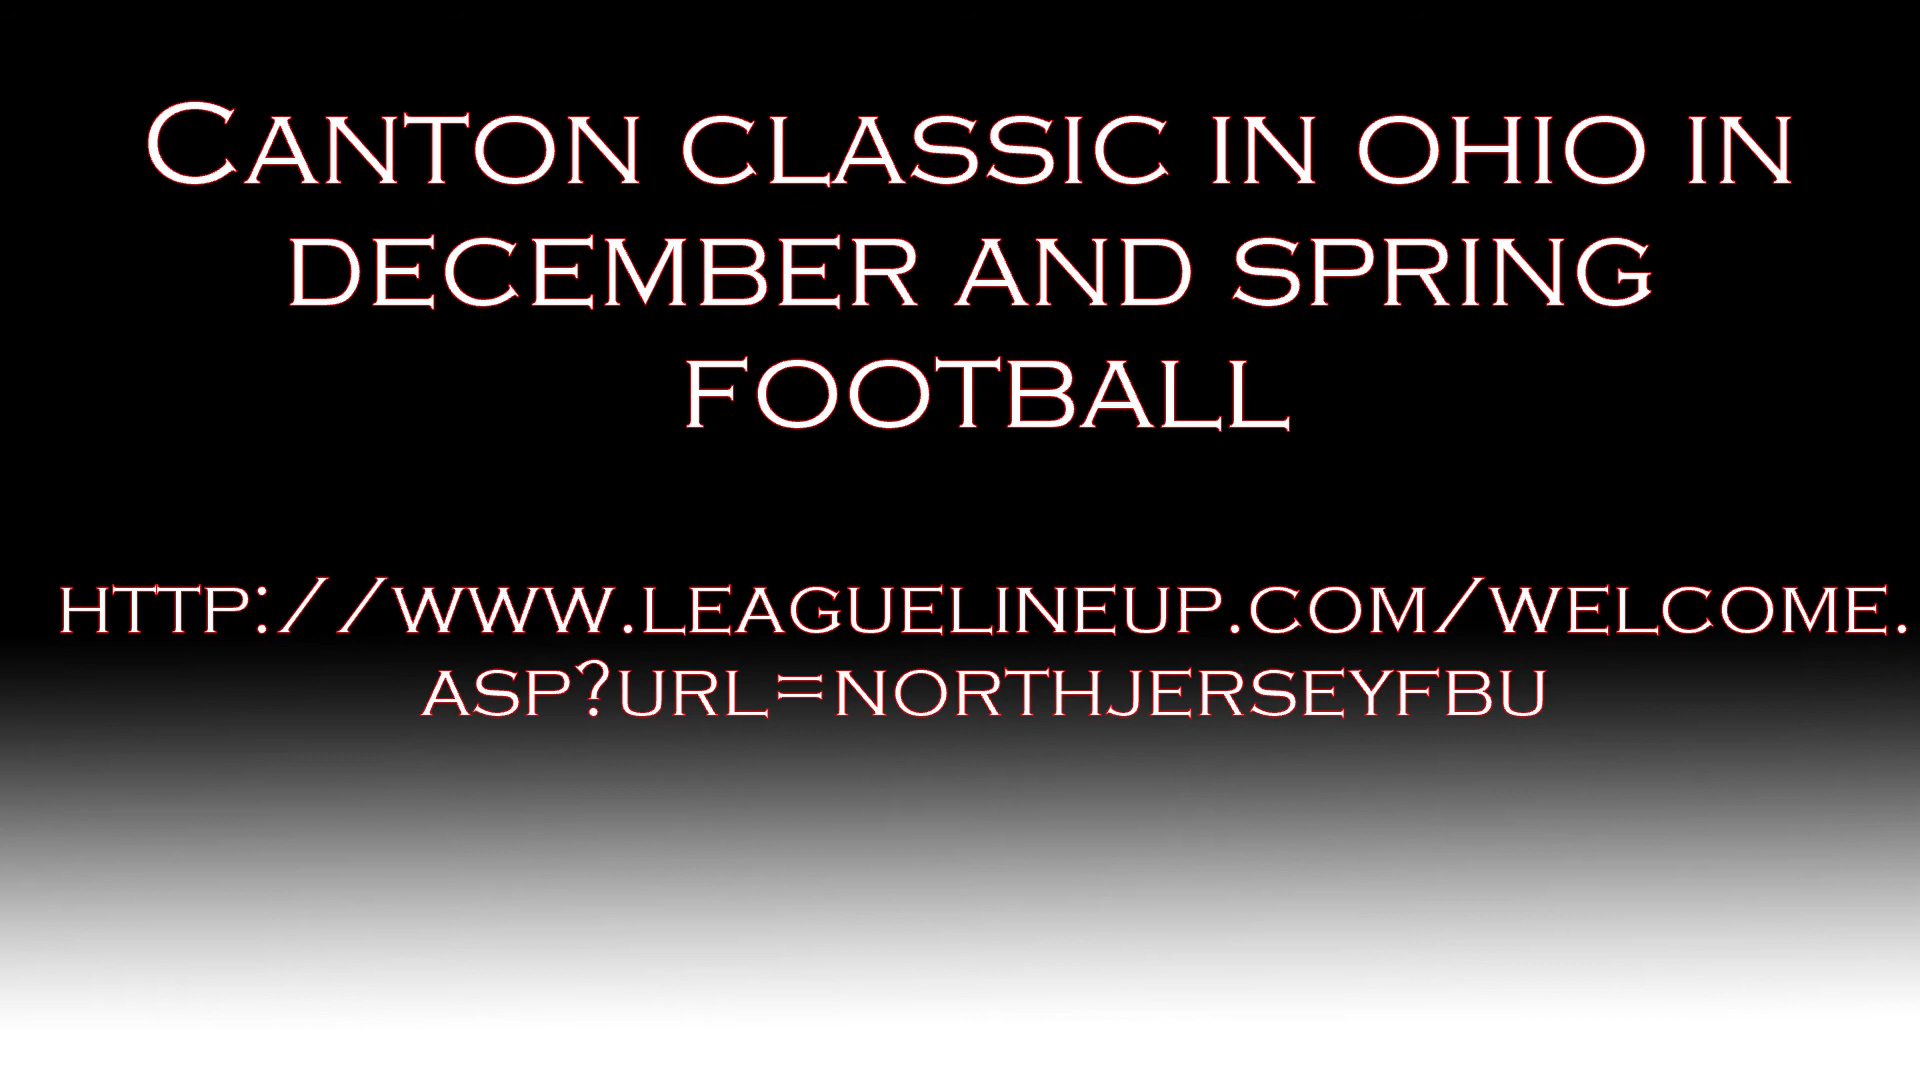 Canton classic in ohio in
december and spring
football
http://www.leaguelineup.com/welcome.
asp?url=northjerseyfbu